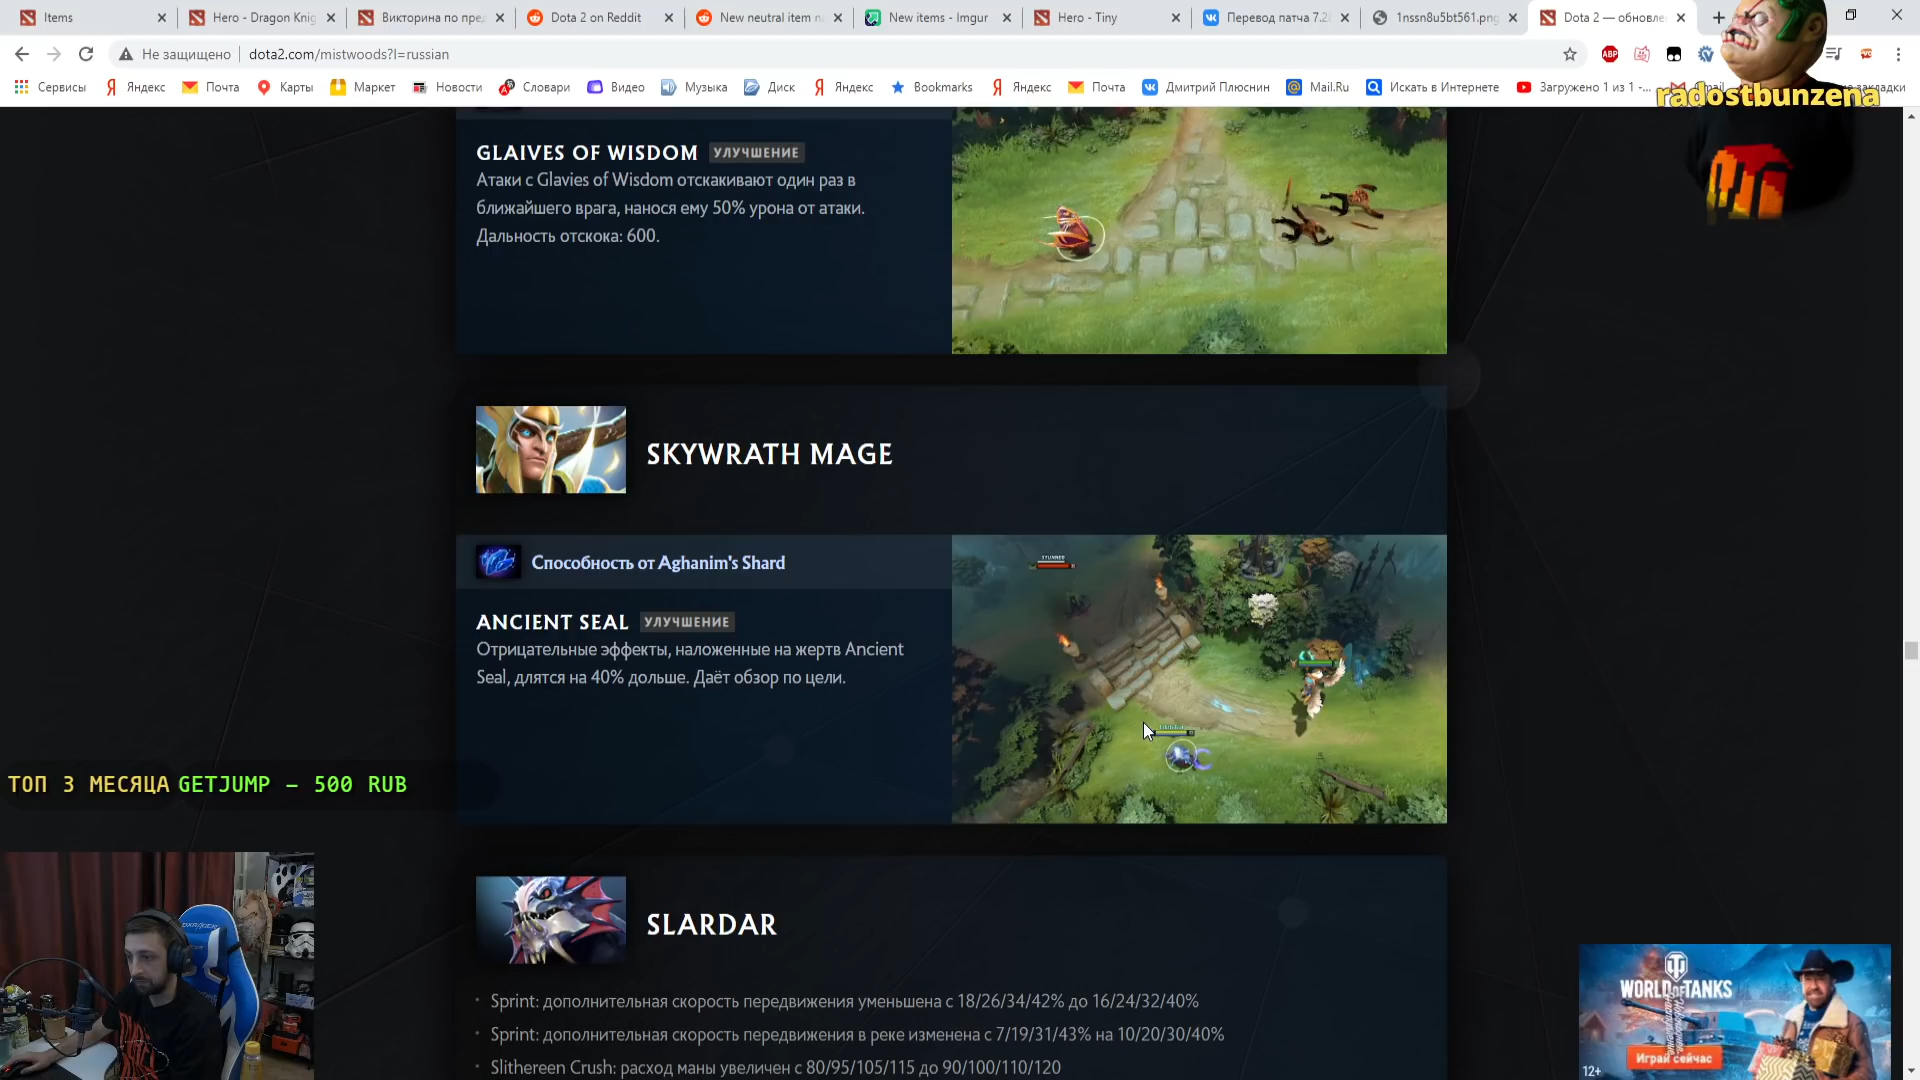 Items
Hero - Dragon Knig
Викторина по пред
Dota 2 on Reddit
New neutral item n
New items - Imgur
Hero - Tiny
Перевод патча 7.2
1nssn8u5bt561.png
Dota 2 — обновле
Не защищено
dota2.com/mistwoods?l=russian
ABP
Сервисы
Яндекс
Почта
Карты
Маркет
Новости
Словари
Видео
Музыка
Диск
Яндекс
Bookmarks
Яндекс
Почта
Дмитрий Плюснин
Mail.Ru
Искать в Интернете
Загружено 1 из 1 -...
radostbunzena
GLAIVES OF WISDOM УЛУЧШЕНИЕ
Атаки с Glavies of Wisdom отскакивают один раз в
ближайшего врага, нанося ему 50% урона от атаки.
Дальность отскока: 600.
SKYWRATH MAGE
Способность от Aghanim's Shard
ANCIENT SEAL УЛУЧШЕНИЕ
Отрицательные эффекты, наложенные на жертв Ancient
Seal, длятся на 40% дольше. Даёт обзор по цели.
STUNNED
ТОП 3 МЕСЯЦА GETJUMP – 500 RUB
SLARDAR
Sprint: дополнительная скорость передвижения уменьшена с 18/26/34/42% до 16/24/32/40%
Sprint: дополнительная скорость передвижения в реке изменена с 7/19/31/43% на 10/20/30/40%
Slithereen Crush: расход маны увеличен с 80/95/105/115 до 90/100/110/120
WORLD OF TANKS
Играй сейчас
12+